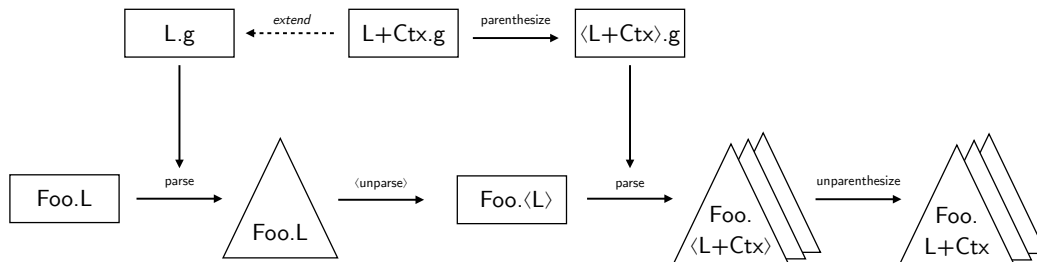 extend
parenthesize
L.g
L+Ctx.g
⟨L+Ctx⟩.g
parse
⟨unparse⟩
parse
unparenthesize
Foo.L
Foo.L
Foo.⟨L⟩
Foo.
⟨L+Ctx⟩
Foo.
L+Ctx